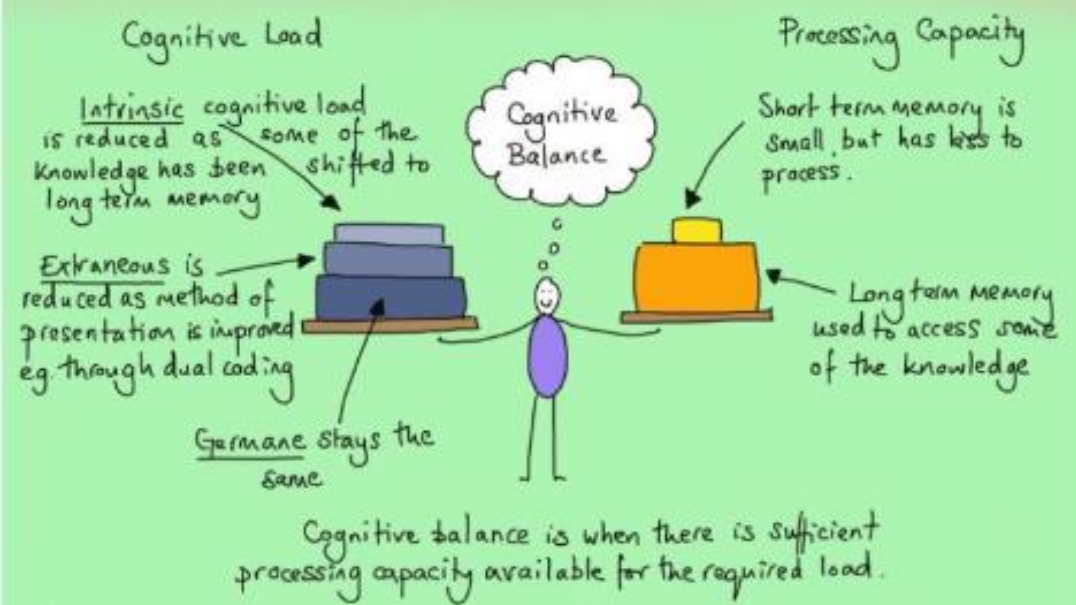 Cognitive Load
Intrinsic cognitive load
is reduced as some of the
knowledge has been shifted to
long term memory
Extraneous is
reduced as method of
presentation is improved
eg. through dual coding
Germane stays the
same
Cognitive
Balance
Processing Capacity
Short term memory is
small but has less to
process.
Long term memory
used to access some
of the knowledge
Cognitive balance is when there is sufficient
processing capacity available for the required load.